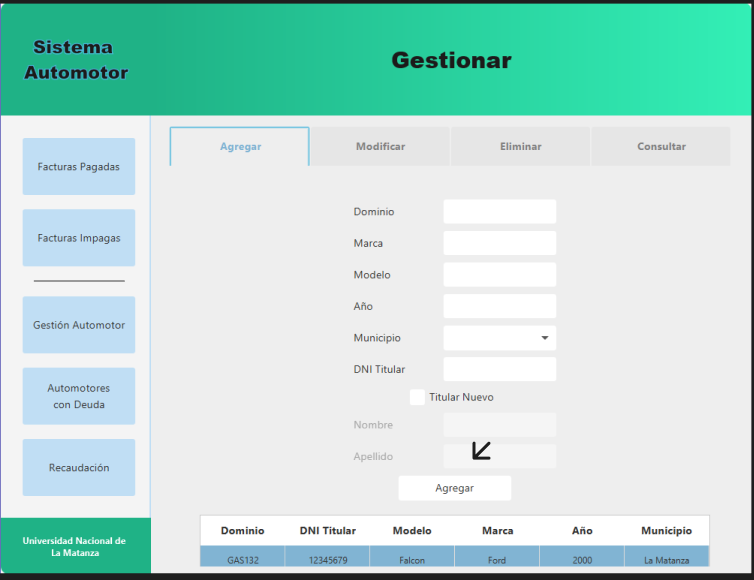 Sistema
Automotor
Gestionar
Facturas Pagadas
Facturas Impagas
Gestión Automotor
Automotores
con Deuda
Recaudación
Universidad Nacional de
La Matanza
Agregar Modificar Eliminar Consultar
Dominio
Marca
Modelo
Año
Municipio
DNI Titular
Titular Nuevo
Nombre
Apellido
Agregar
Dominio DNI Titular Modelo Marca Año Municipio
GAS132 12345679 Falcon Ford 2000 La Matanza